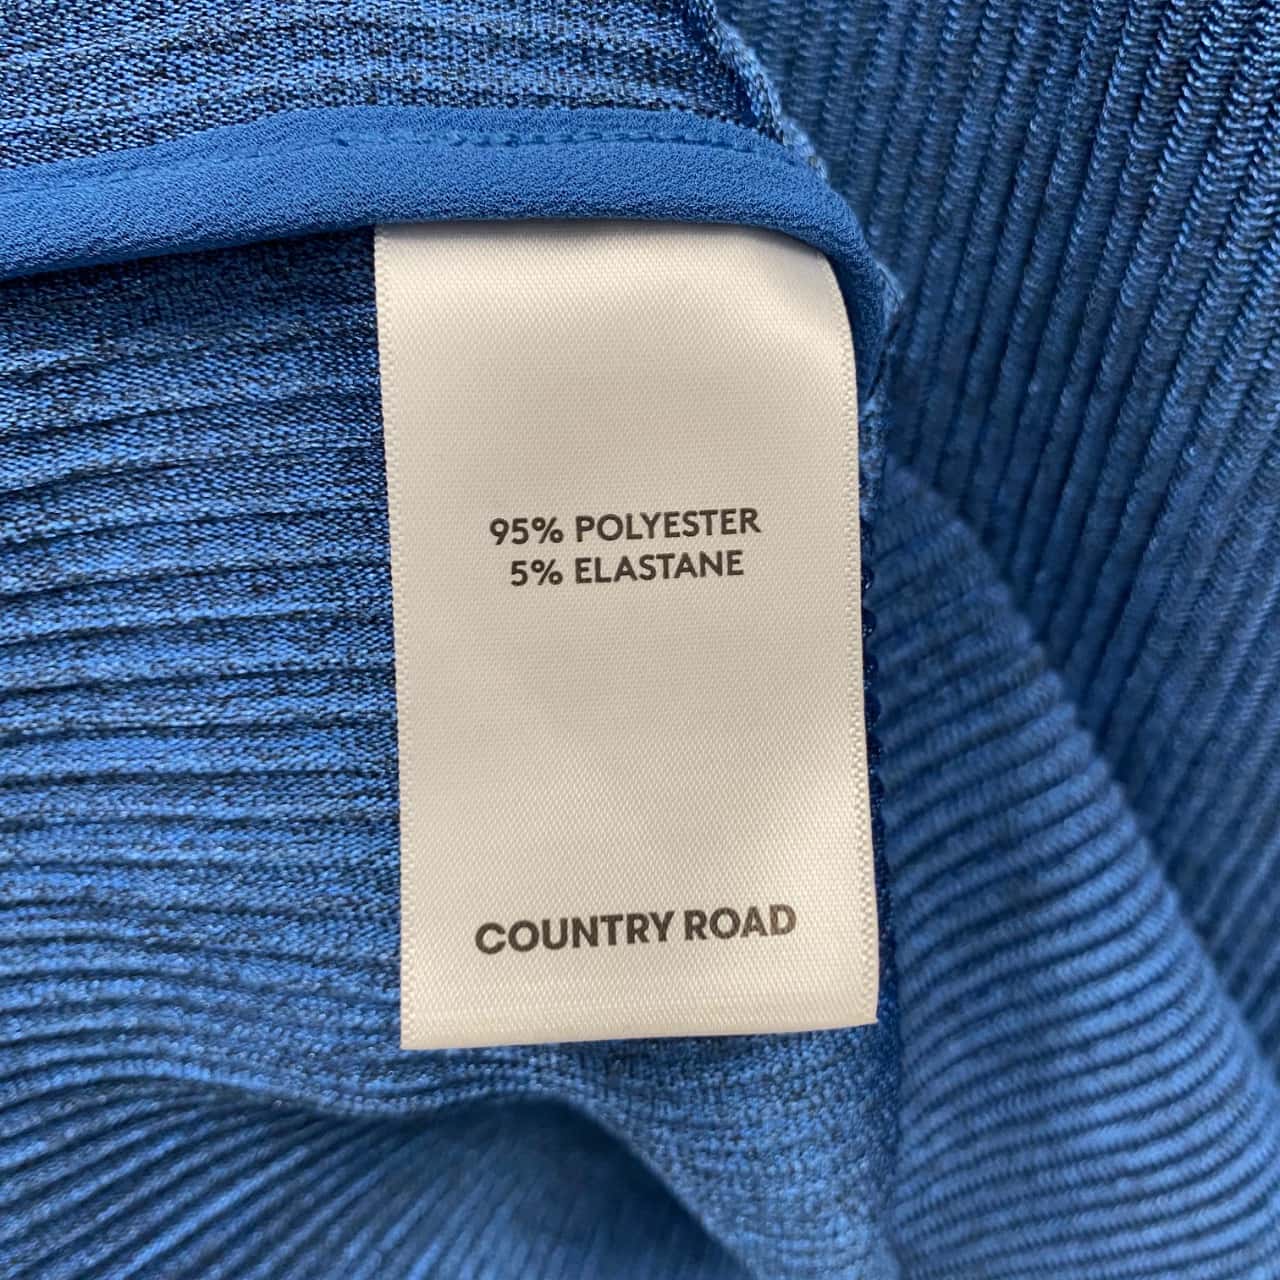 95% POLYESTER
5% ELASTANE
COUNTRY ROAD